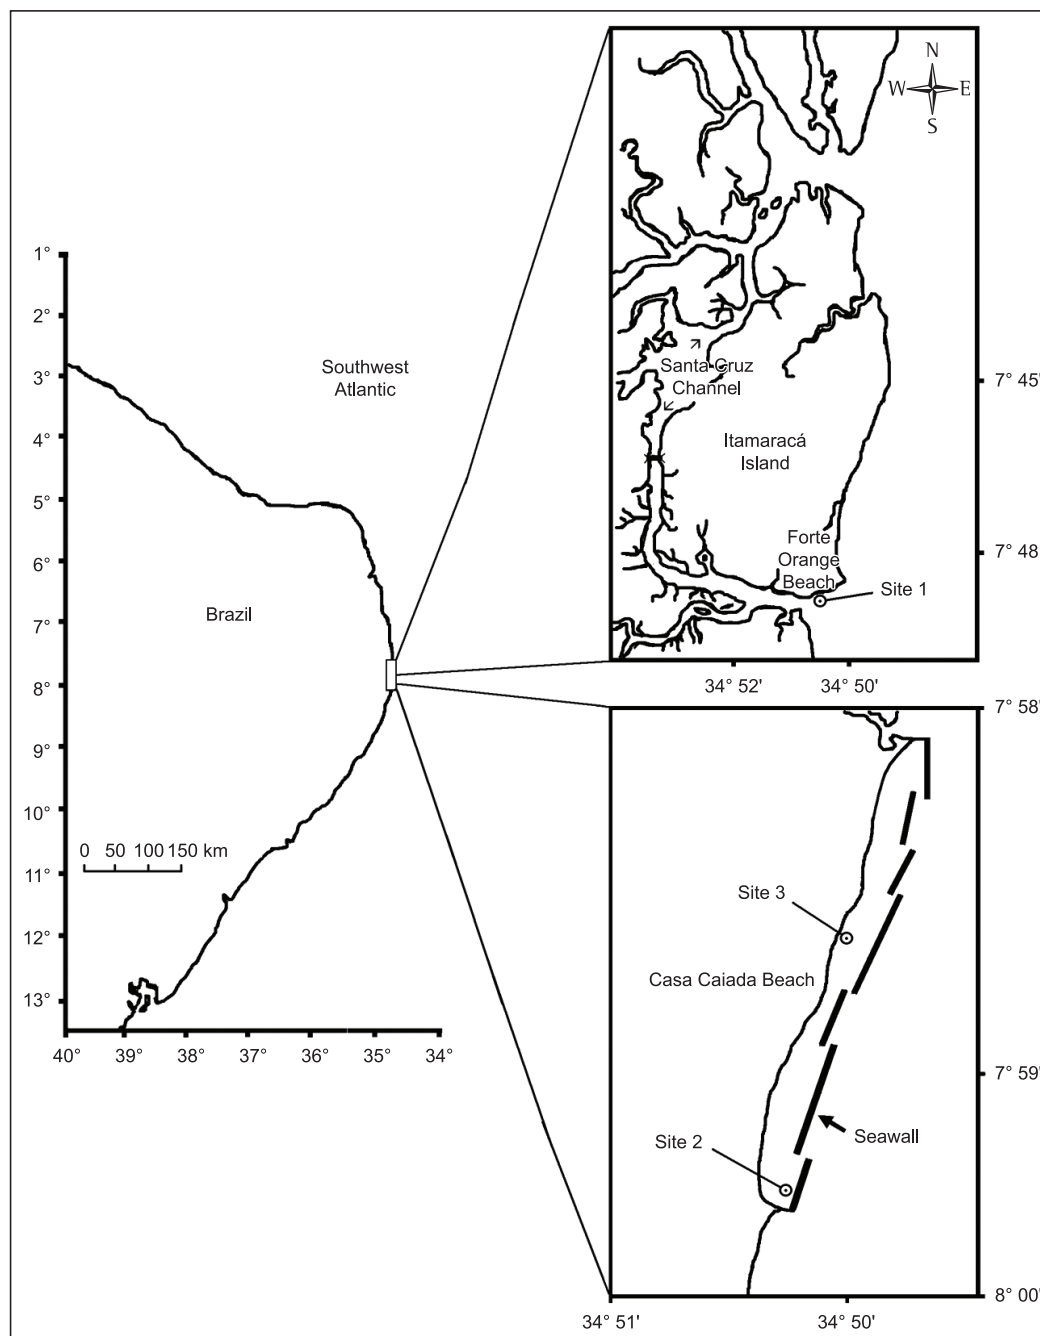 N
W E
S
1°
2°
3°
4°
5°
6°
7°
8°
9°
10°
11°
12°
13°
40° 39° 38° 37° 36° 35° 34°
Southwest
Atlantic
Brazil
0 50 100 150 km
Santa Cruz
Channel
Itamaracá
Island
Forte
Orange
Beach
Site 1
7° 45'
7° 48'
34° 52' 34° 50'
7° 58'
Site 3
Casa Caiada Beach
7° 59'
Seawall
Site 2
8° 00'
34° 51' 34° 50'